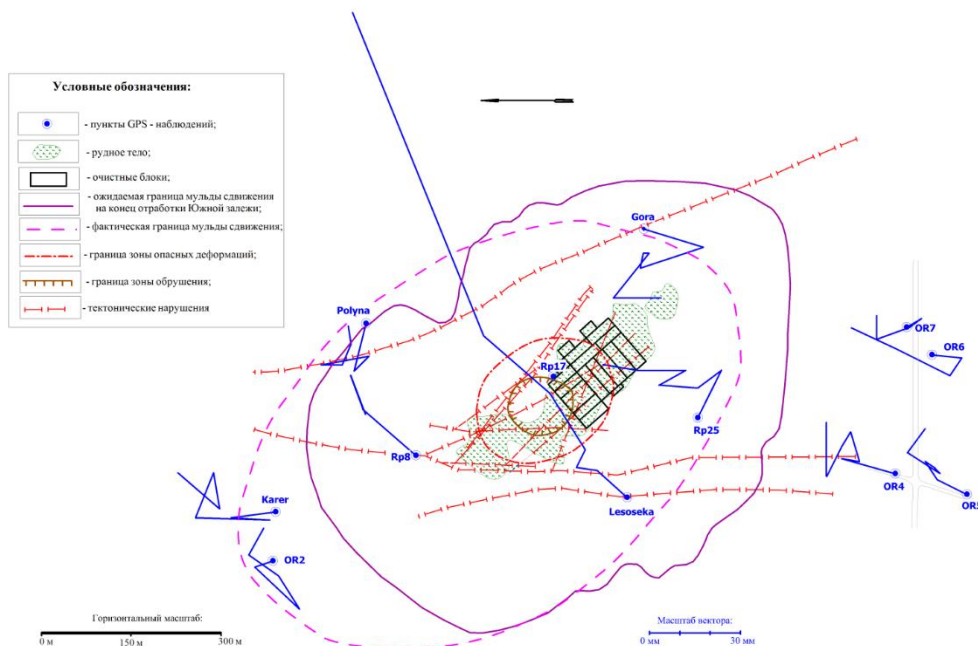 Условные обозначения:
- пункты GPS - наблюдений;
- рудное тело;
- очистные блоки;
- ожидаемая граница мульды сдвижения
на конец отработки Южной залежи;
- фактическая граница мульды сдвижения;
- граница зоны опасных деформаций;
- граница зоны обрушения;
- тектонические нарушения
Gora
Polyna
OR7
OR6
Rp17
Rp25
Rp8
OR4
OR5
Karer
Lesoseka
OR2
Горизонтальный масштаб:
0 м
150 м
300 м
Масштаб вектора:
0 мм
30 мм